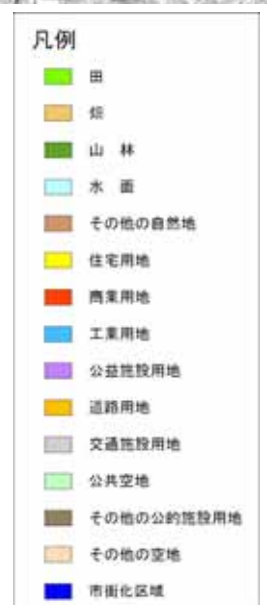 凡例
田
畑
山 林
水 面
その他の自然地
住宅用地
商業用地
工業用地
公益施設用地
道路用地
交通施設用地
公共空地
その他の公的施設用地
その他の空地
市街化区域